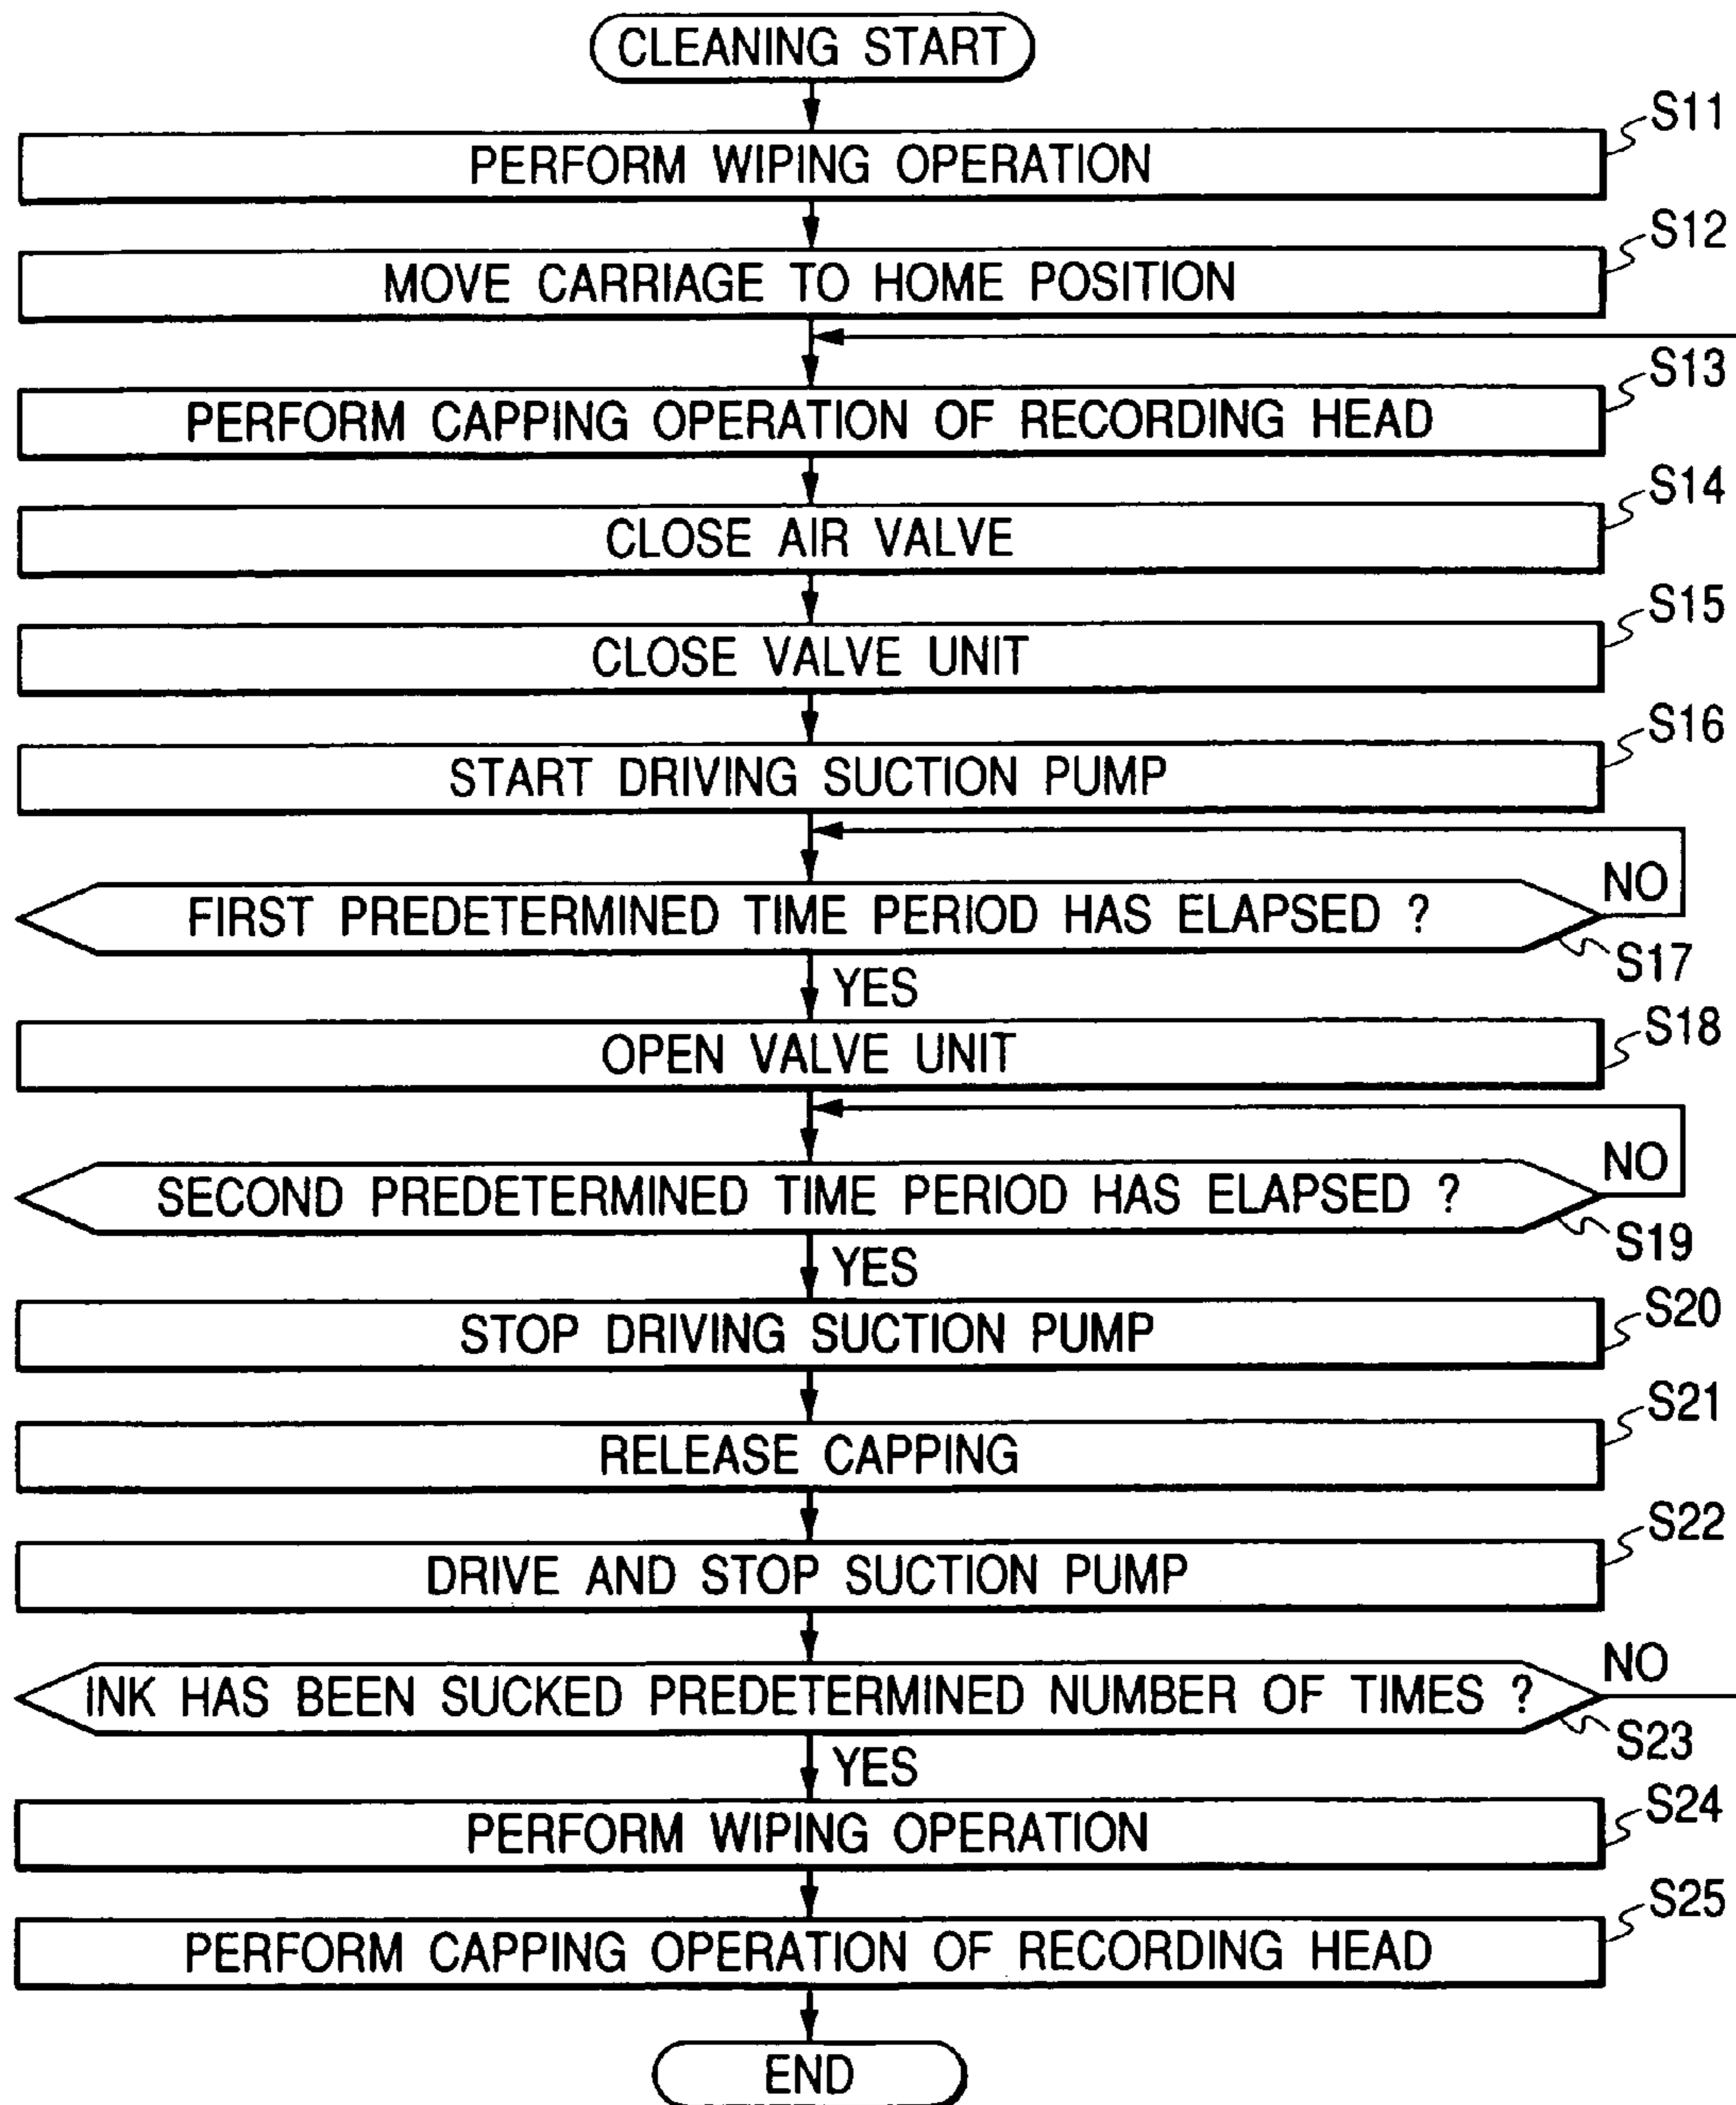 CLEANING START
S11
PERFORM WIPING OPERATION
S12
MOVE CARRIAGE TO HOME POSITION
S13
PERFORM CAPPING OPERATION OF RECORDING HEAD
S14
CLOSE AIR VALVE
S15
CLOSE VALVE UNIT
S16
START DRIVING SUCTION PUMP
NO
FIRST PREDETERMINED TIME PERIOD HAS ELAPSED ?
S17
YES
S18
OPEN VALVE UNIT
NO
SECOND PREDETERMINED TIME PERIOD HAS ELAPSED ?
S19
YES
S20
STOP DRIVING SUCTION PUMP
S21
RELEASE CAPPING
S22
DRIVE AND STOP SUCTION PUMP
NO
INK HAS BEEN SUCKED PREDETERMINED NUMBER OF TIMES ?
S23
YES
S24
PERFORM WIPING OPERATION
S25
PERFORM CAPPING OPERATION OF RECORDING HEAD
END